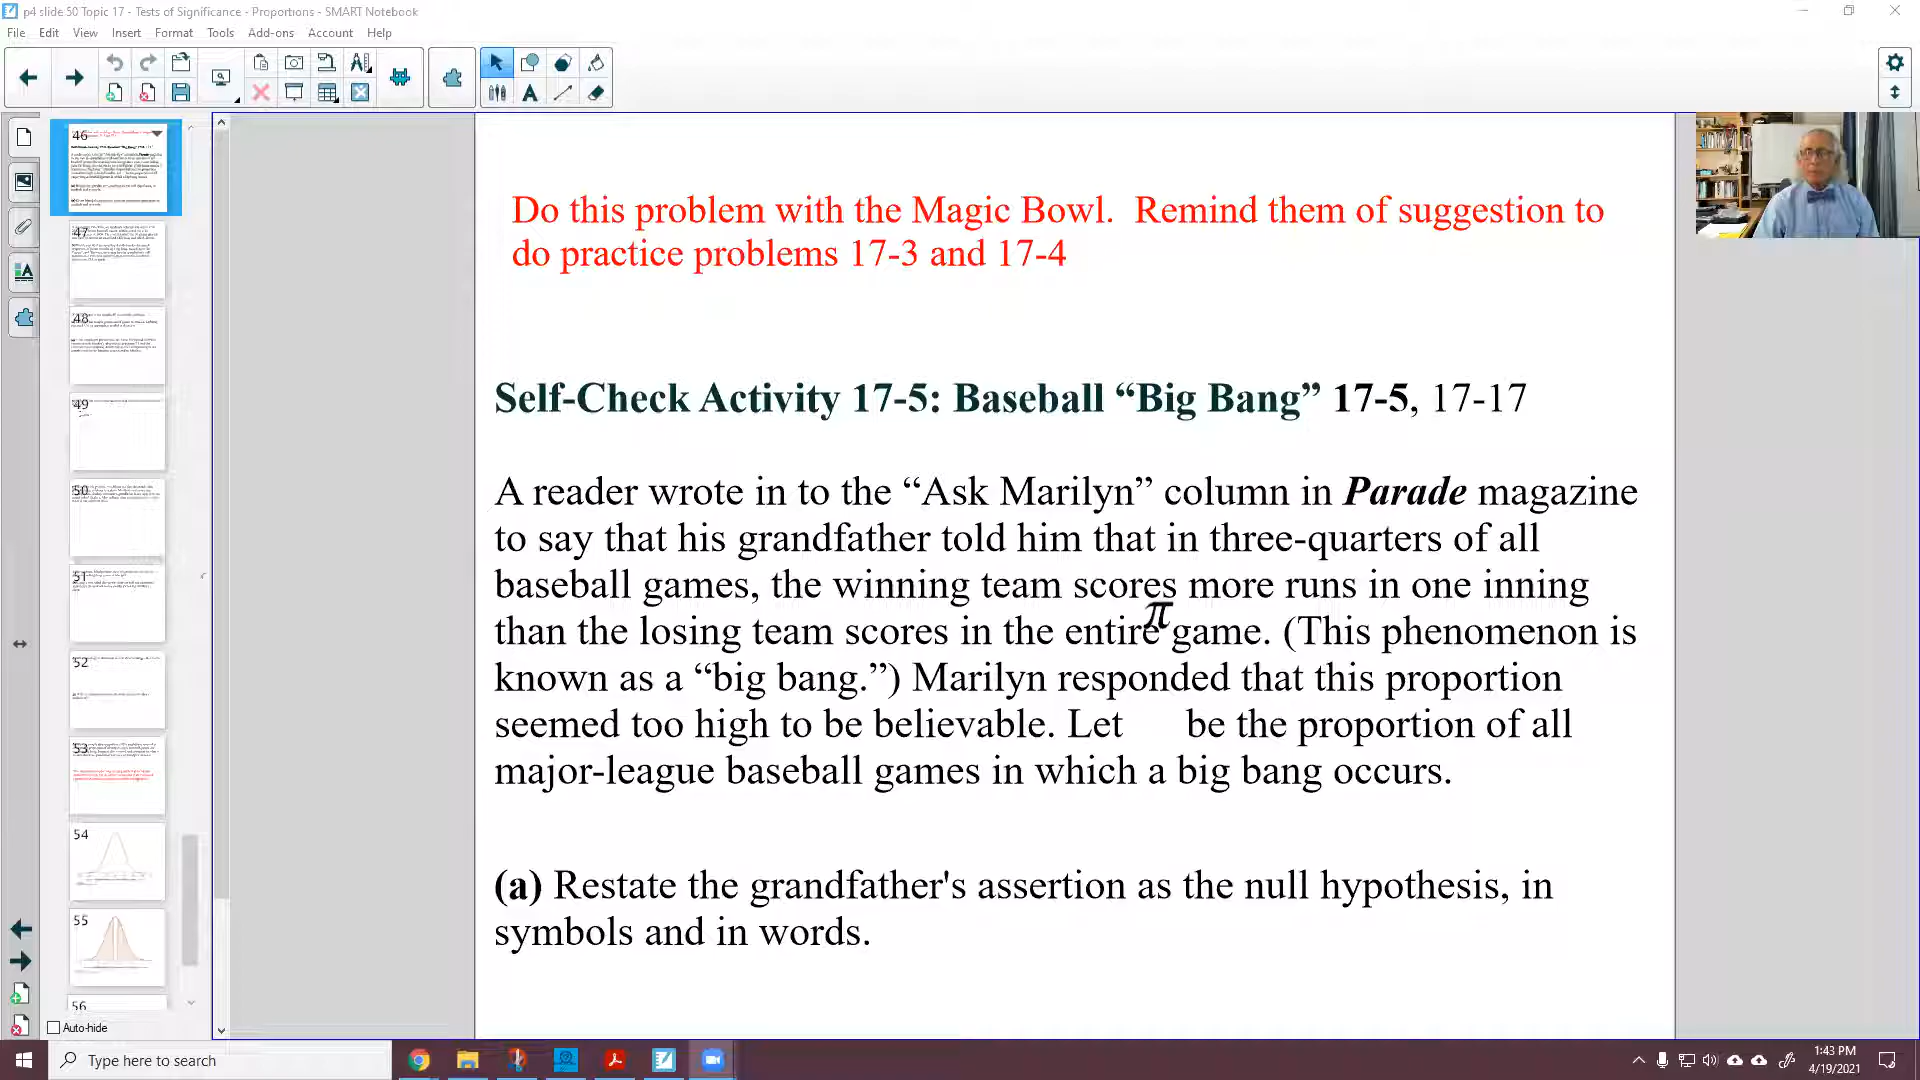 p4 slide 50 Topic 17 - Tests of Significance - Proportions - SMART Notebook
File Edit View Insert Format Tools Add-ons Account Help
46
47
48
49
50
51
52
53
54
55
56
Auto-hide
Do this problem with the Magic Bowl. Remind them of suggestion to
do practice problems 17-3 and 17-4
Self-Check Activity 17-5: Baseball “Big Bang” 17-5, 17-17
A reader wrote in to the “Ask Marilyn” column in Parade magazine
to say that his grandfather told him that in three-quarters of all
baseball games, the winning team scores more runs in one inning
than the losing team scores in the entire game. (This phenomenon is
π
known as a “big bang.”) Marilyn responded that this proportion
seemed too high to be believable. Let be the proportion of all
major-league baseball games in which a big bang occurs.
(a) Restate the grandfather's assertion as the null hypothesis, in
symbols and in words.
Type here to search
1:43 PM
4/19/2021